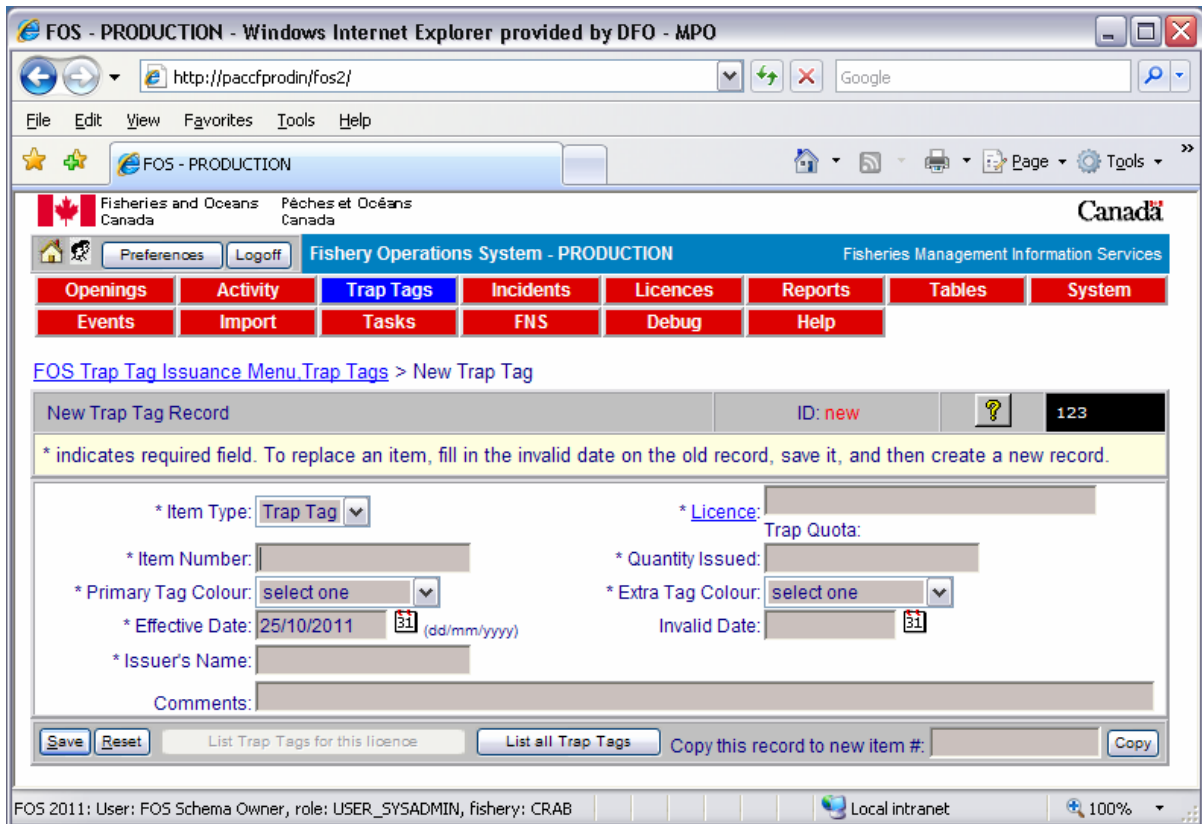 FOS - PRODUCTION - Windows Internet Explorer provided by DFO - MPO
http://paccfprodin/fos2/
Google
File Edit View Favorites Tools Help
FOS - PRODUCTION
Page Tools »
Fisheries and Oceans Pêches et Océans
Canada Canada
Canada
Preferences Logoff Fishery Operations System - PRODUCTION Fisheries Management Information Services
Openings Activity Trap Tags Incidents Licences Reports Tables System
Events Import Tasks FNS Debug Help
FOS Trap Tag Issuance Menu,Trap Tags > New Trap Tag
New Trap Tag Record ID: new ? 123
* indicates required field. To replace an item, fill in the invalid date on the old record, save it, and then create a new record.
* Item Type: Trap Tag * Licence:
Trap Quota:
* Item Number: * Quantity Issued:
* Primary Tag Colour: select one * Extra Tag Colour: select one
* Effective Date: 25/10/2011 31 (dd/mm/yyyy) Invalid Date: 31
* Issuer's Name:
Comments:
Save Reset List Trap Tags for this licence List all Trap Tags Copy this record to new item #: Copy
FOS 2011: User: FOS Schema Owner, role: USER_SYSADMIN, fishery: CRAB Local intranet 100%